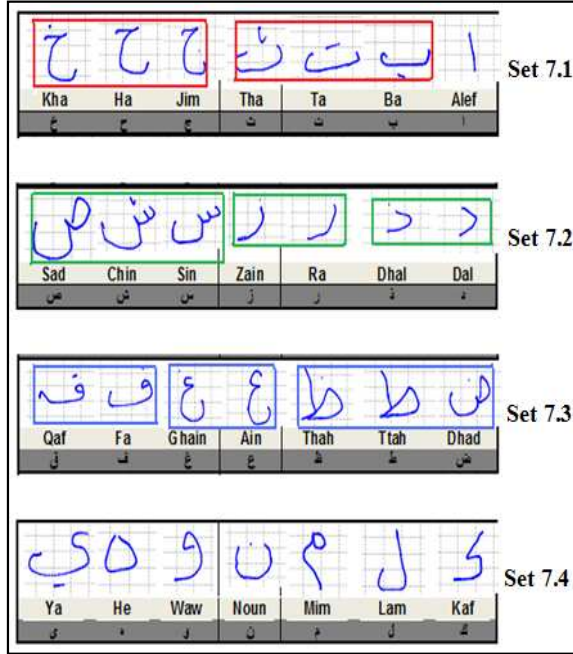 ا ب ت ث ج ح خ
Set 7.1
Kha Ha Jim Tha Ta Ba Alef
ا ب ت ث ج ح خ
د ذ ر ز س ش ص
Set 7.2
Sad Chin Sin Zain Ra Dhal Dal
د ذ ر ز س ش ص
ض ط ظ ع غ ف ق
Set 7.3
Qaf Fa Ghain Ain Thah Ttah Dhad
ض ط ظ ع غ ف ق
ك ل م ن و ه ي
Set 7.4
Ya He Waw Noun Mim Lam Kaf
ك ل م ن و ه ى